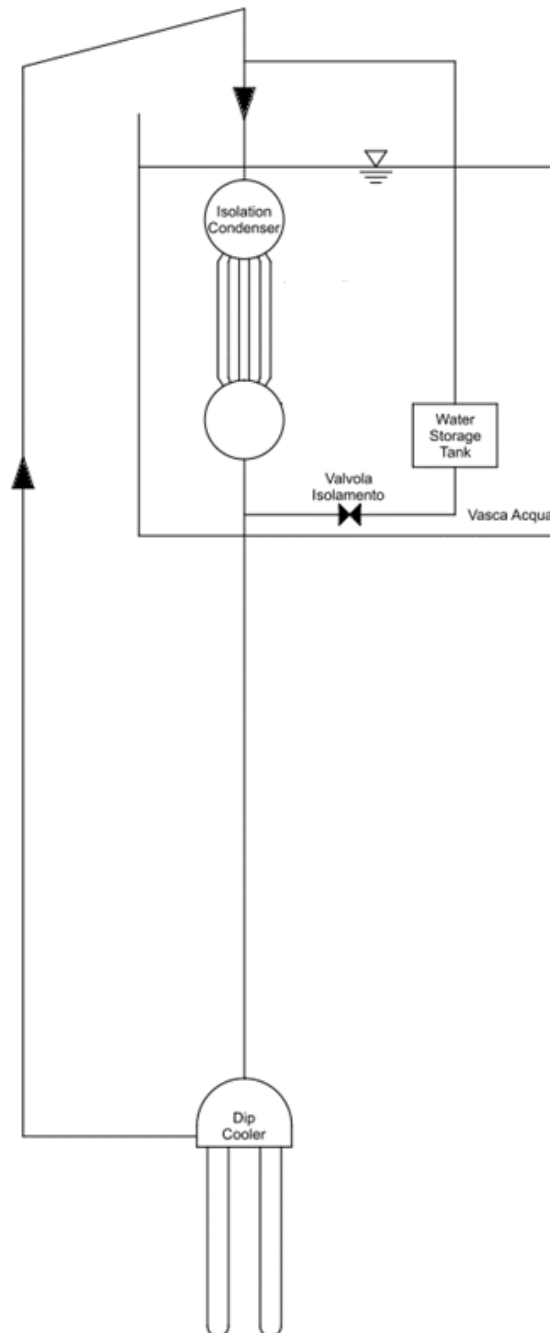 Isolation
Condenser
Water
Storage
Tank
Valvola
Isolamento
Vasca Acqua
Dip
Cooler